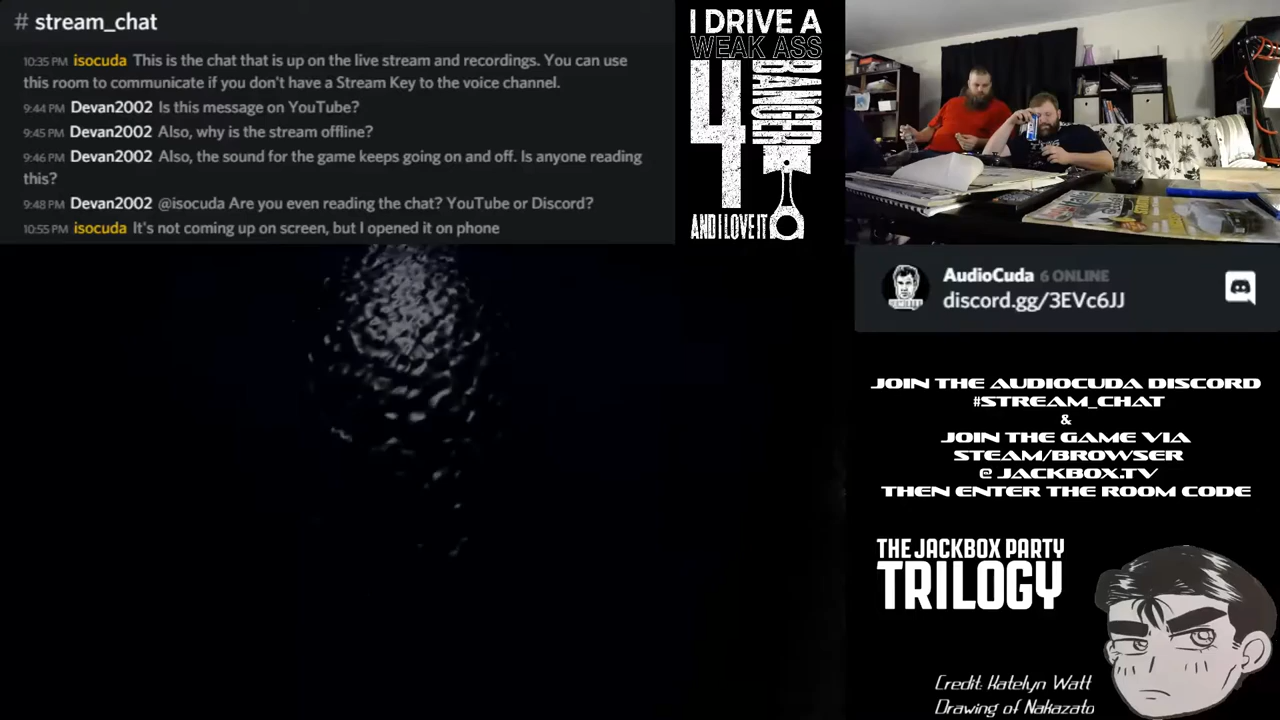 # stream_chat
10:35 PM isocuda This is the chat that is up on the live stream and recordings. You can use
this room to communicate if you don't have a Stream Key to the voice channel.
9:44 PM Devan2002 Is this message on YouTube?
9:45 PM Devan2002 Also, why is the stream offline?
9:46 PM Devan2002 Also, the sound for the game keeps going on and off. Is anyone reading
this?
9:48 PM Devan2002 @isocuda Are you even reading the chat? YouTube or Discord?
10:55 PM isocuda It's not coming up on screen, but I opened it on phone
I DRIVE A
WEAK ASS
4
BANGER
AND I LOVE IT
AudioCuda 6 ONLINE
discord.gg/3EVc6JJ
JOIN THE AUDIOCUDA DISCORD
#STREAM_CHAT
&
JOIN THE GAME VIA
STEAM/BROWSER
@ JACKBOX.TV
THEN ENTER THE ROOM CODE
THE JACKBOX PARTY
TRILOGY
Credit: Katelyn Watt
Drawing of Nakazato